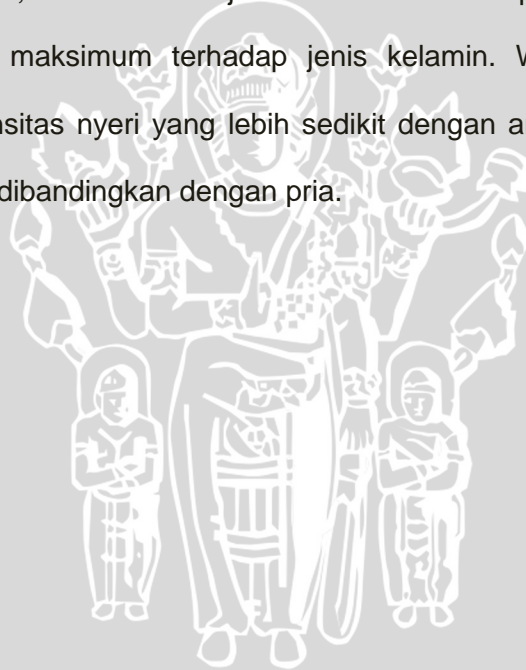 maksimum terhadap jenis kelamin.
nsitas nyeri yang lebih sedikit dengan a
dibandingkan dengan pria.